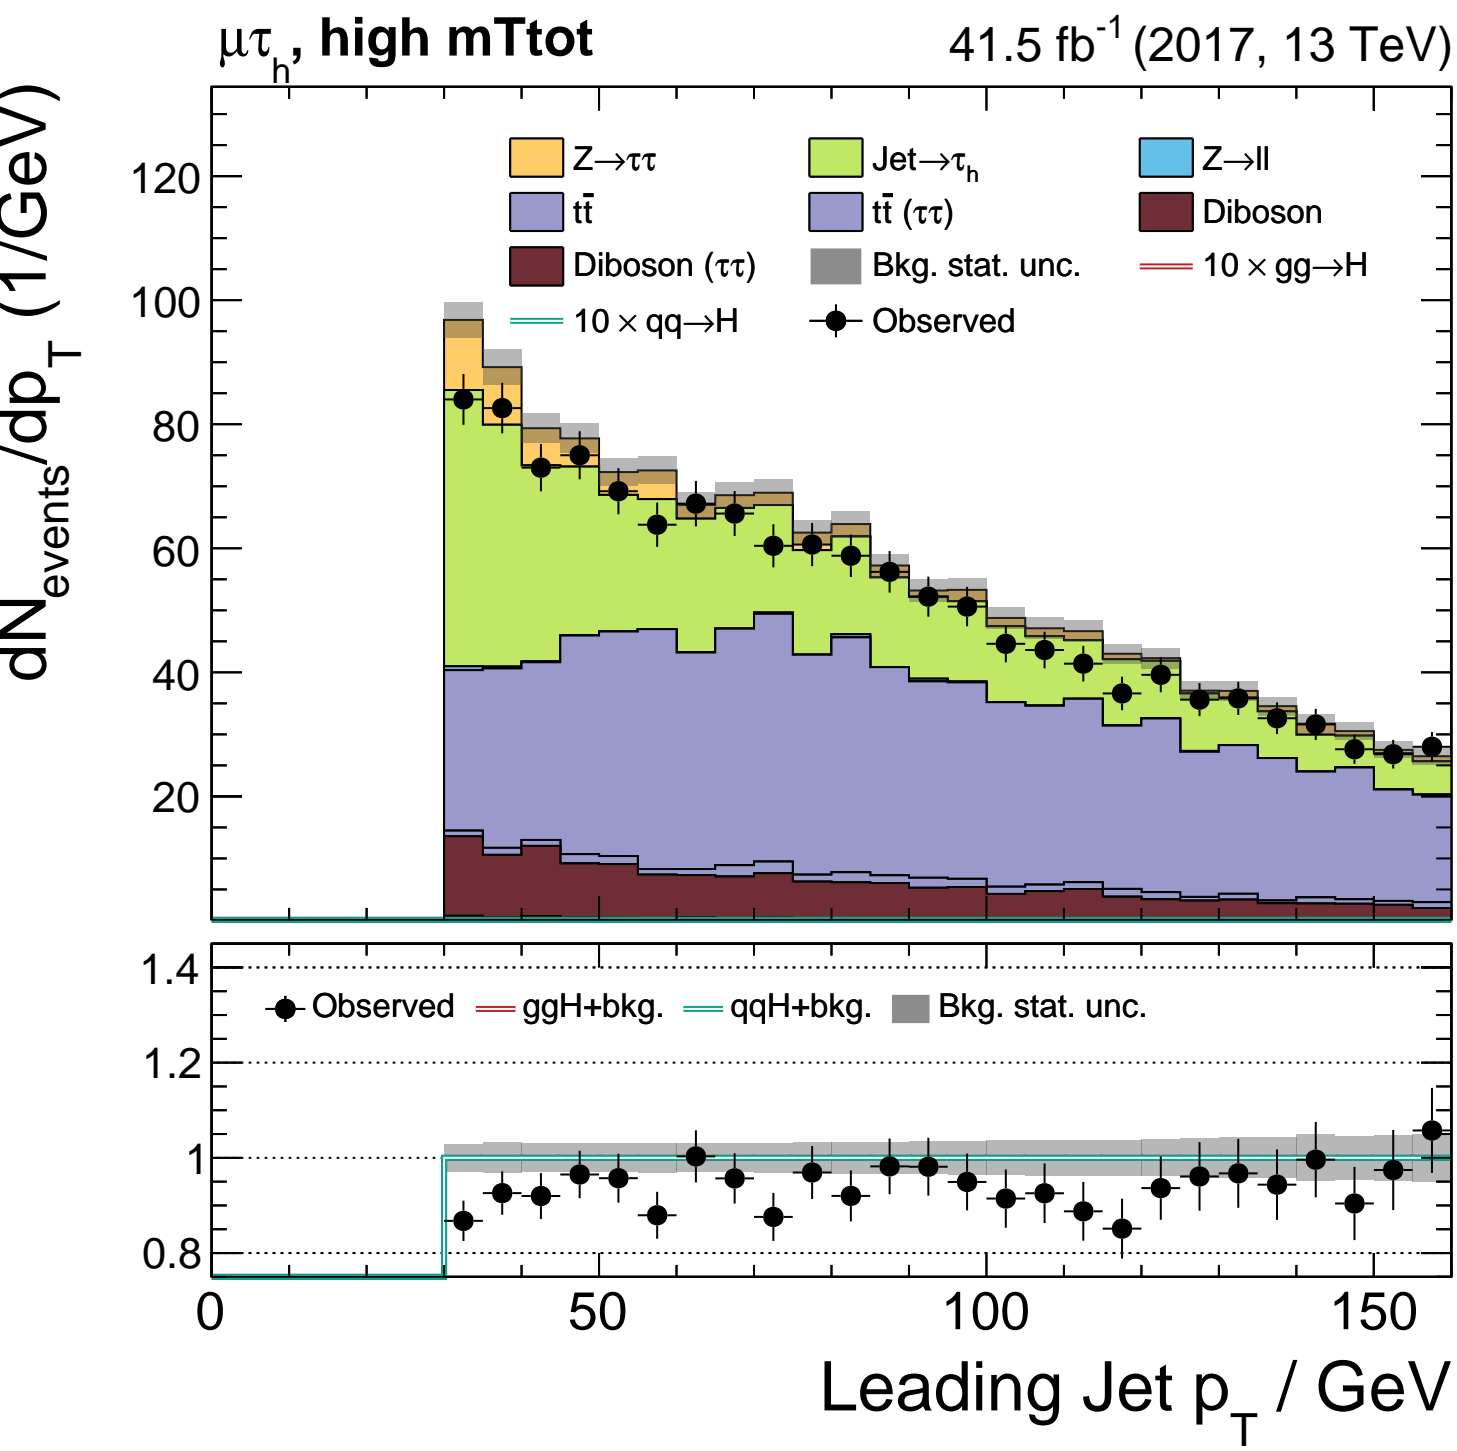 μτh, high mTtot
41.5 fb-1 (2017, 13 TeV)
dNevents/dpT (1/GeV)
120
100
80
60
40
20
Z→ττ Jet→τh Z→ll
tt̄ tt̄ (ττ) Diboson
Diboson (ττ) Bkg. stat. unc. 10 × gg→H
10 × qq→H Observed
1.4
1.2
1
0.8
Observed ggH+bkg. qqH+bkg. Bkg. stat. unc.
0 50 100 150
Leading Jet pT / GeV